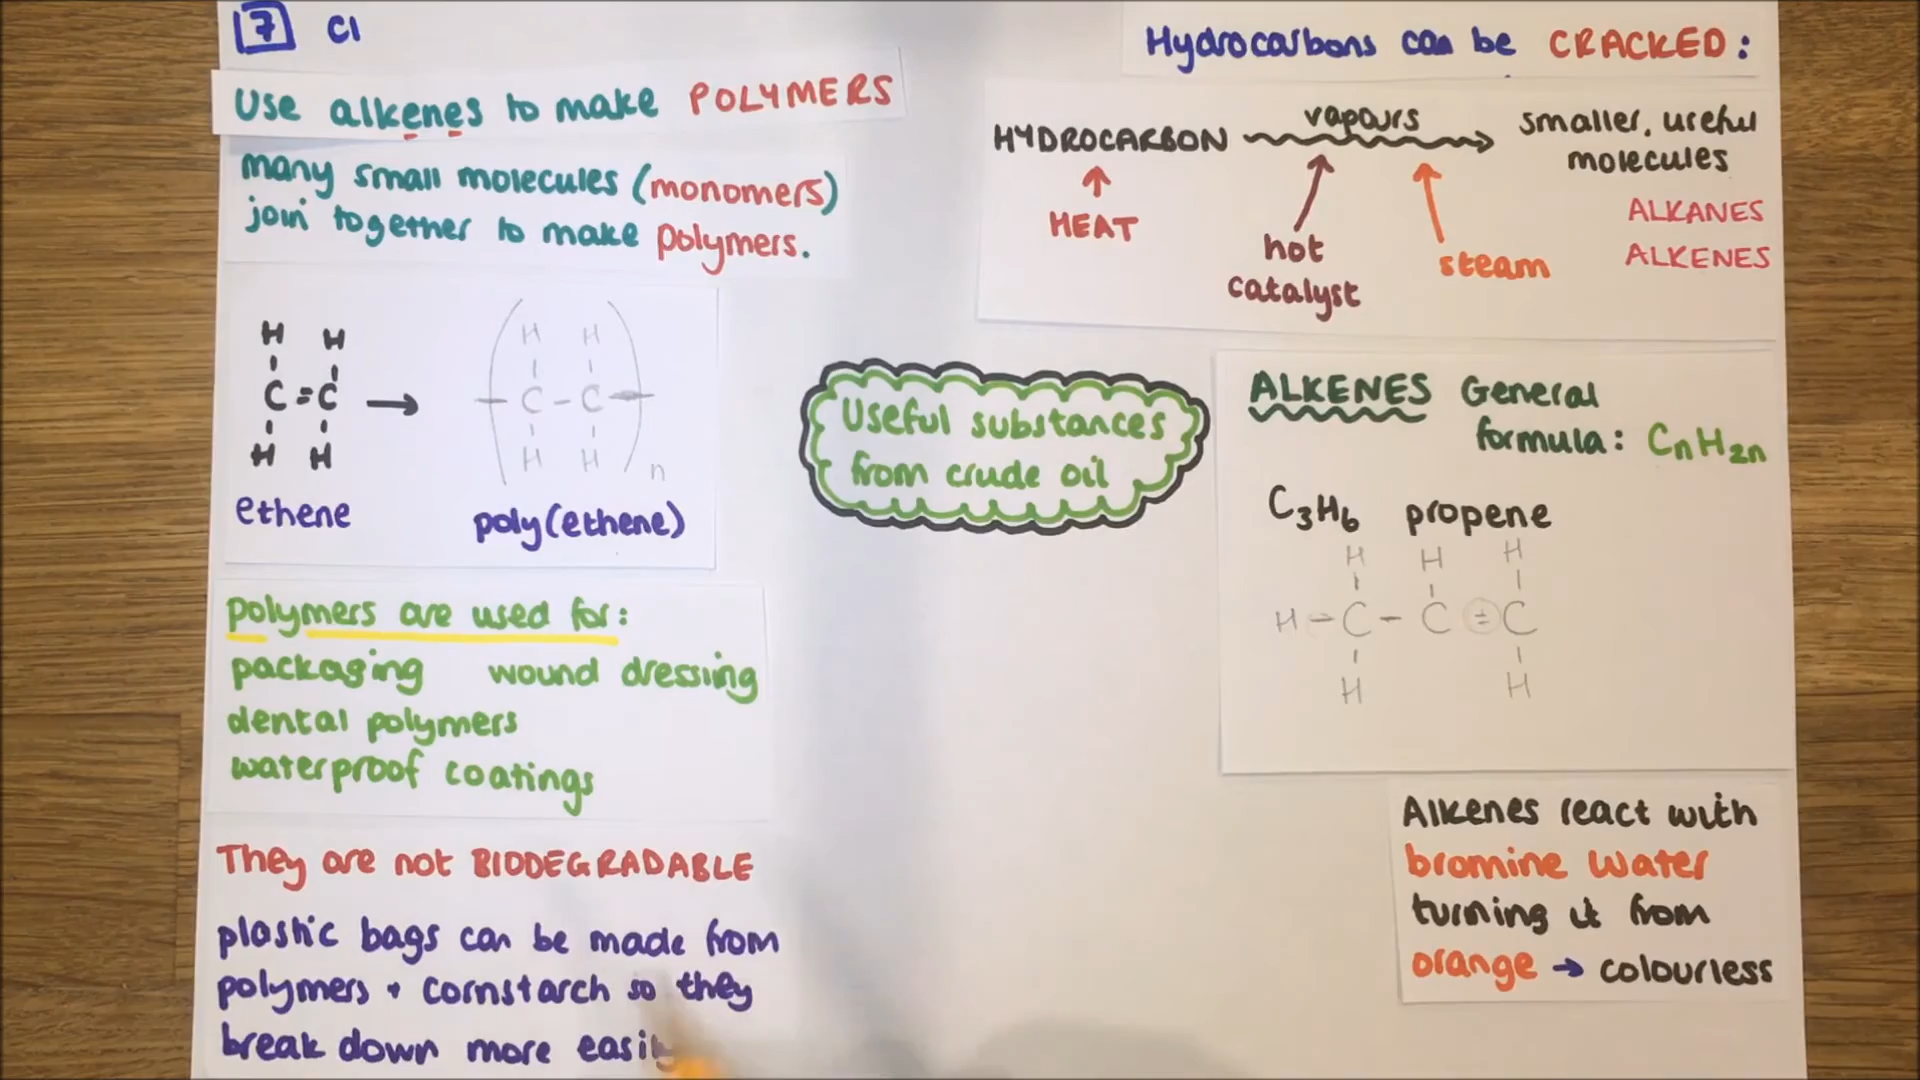 7 C1
Use alkenes to make POLYMERS
many small molecules (monomers)
join together to make polymers.
H H
C=C
H H
ethene
H H
C-C
H H
n
poly(ethene)
polymers are used for:
packaging wound dressing
dental polymers
waterproof coatings
They are not BIODEGRADABLE
plastic bags can be made from
polymers + cornstarch so they
break down more easily
Useful substances
from crude oil
Hydrocarbons can be CRACKED:
HYDROCARBON
HEAT
vapours
hot
catalyst
steam
smaller, useful
molecules
ALKANES
ALKENES
ALKENES General
formula: CnH2n
C3H6 propene
H H H
H-C-C=C
H H
Alkenes react with
bromine water
turning it from
orange → colourless